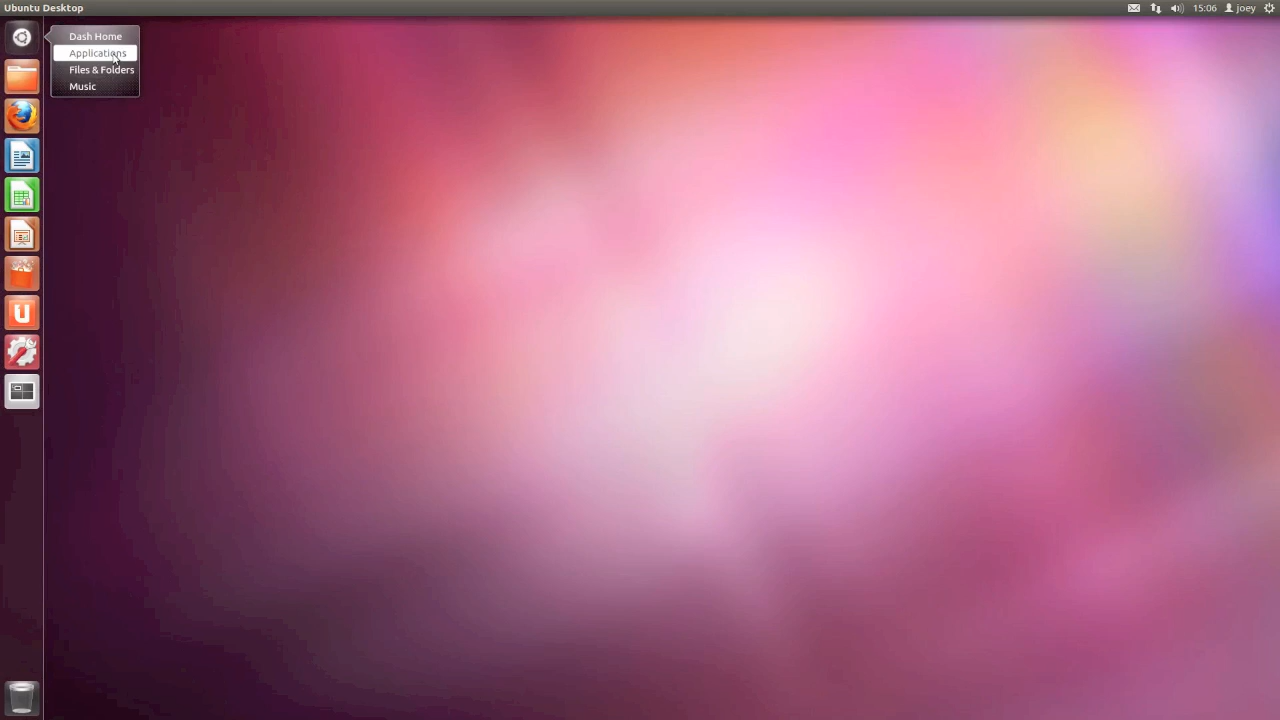 Ubuntu Desktop
15:06 joey
Dash Home
Applications
Files & Folders
Music